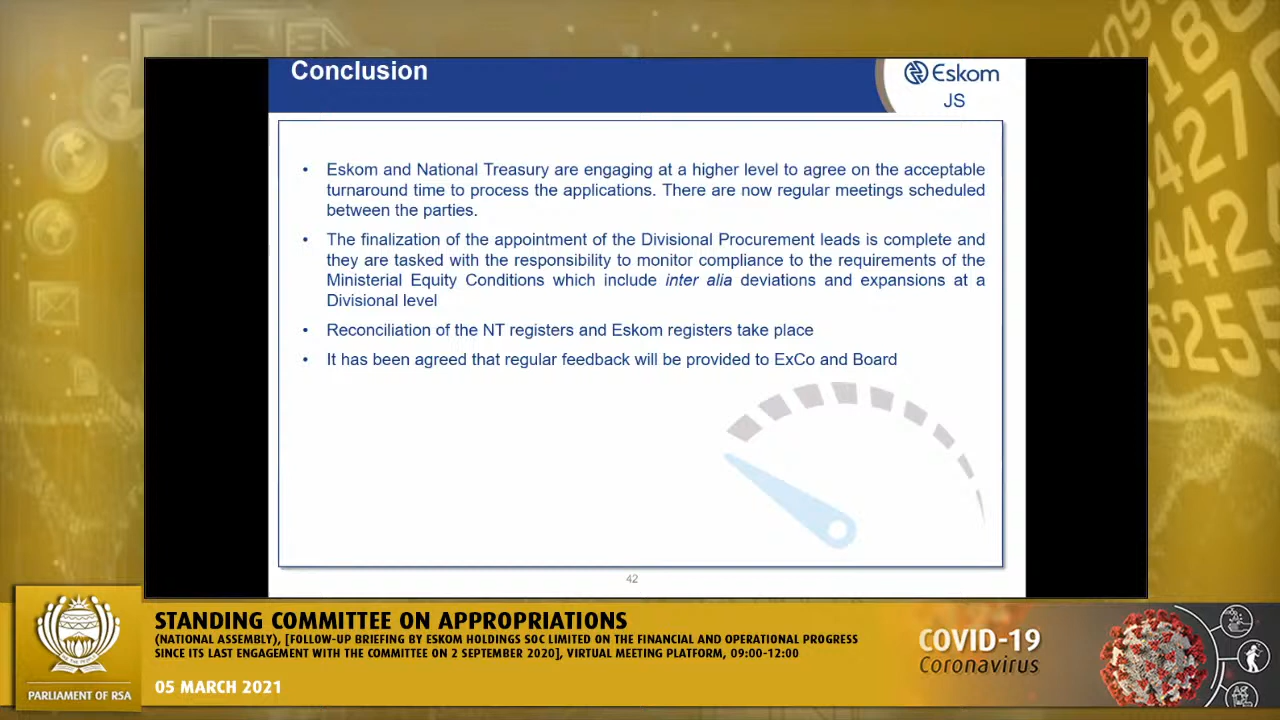 Conclusion
Eskom
JS
• Eskom and National Treasury are engaging at a higher level to agree on the acceptable
turnaround time to process the applications. There are now regular meetings scheduled
between the parties.
• The finalization of the appointment of the Divisional Procurement leads is complete and
they are tasked with the responsibility to monitor compliance to the requirements of the
Ministerial Equity Conditions which include inter alia deviations and expansions at a
Divisional level
• Reconciliation of the NT registers and Eskom registers take place
• It has been agreed that regular feedback will be provided to ExCo and Board
42
STANDING COMMITTEE ON APPROPRIATIONS
(NATIONAL ASSEMBLY), [FOLLOW-UP BRIEFING BY ESKOM HOLDINGS SOC LIMITED ON THE FINANCIAL AND OPERATIONAL PROGRESS
SINCE ITS LAST ENGAGEMENT WITH THE COMMITTEE ON 2 SEPTEMBER 2020], VIRTUAL MEETING PLATFORM, 09:00-12:00
05 MARCH 2021
PARLIAMENT OF RSA
COVID-19
Coronavirus